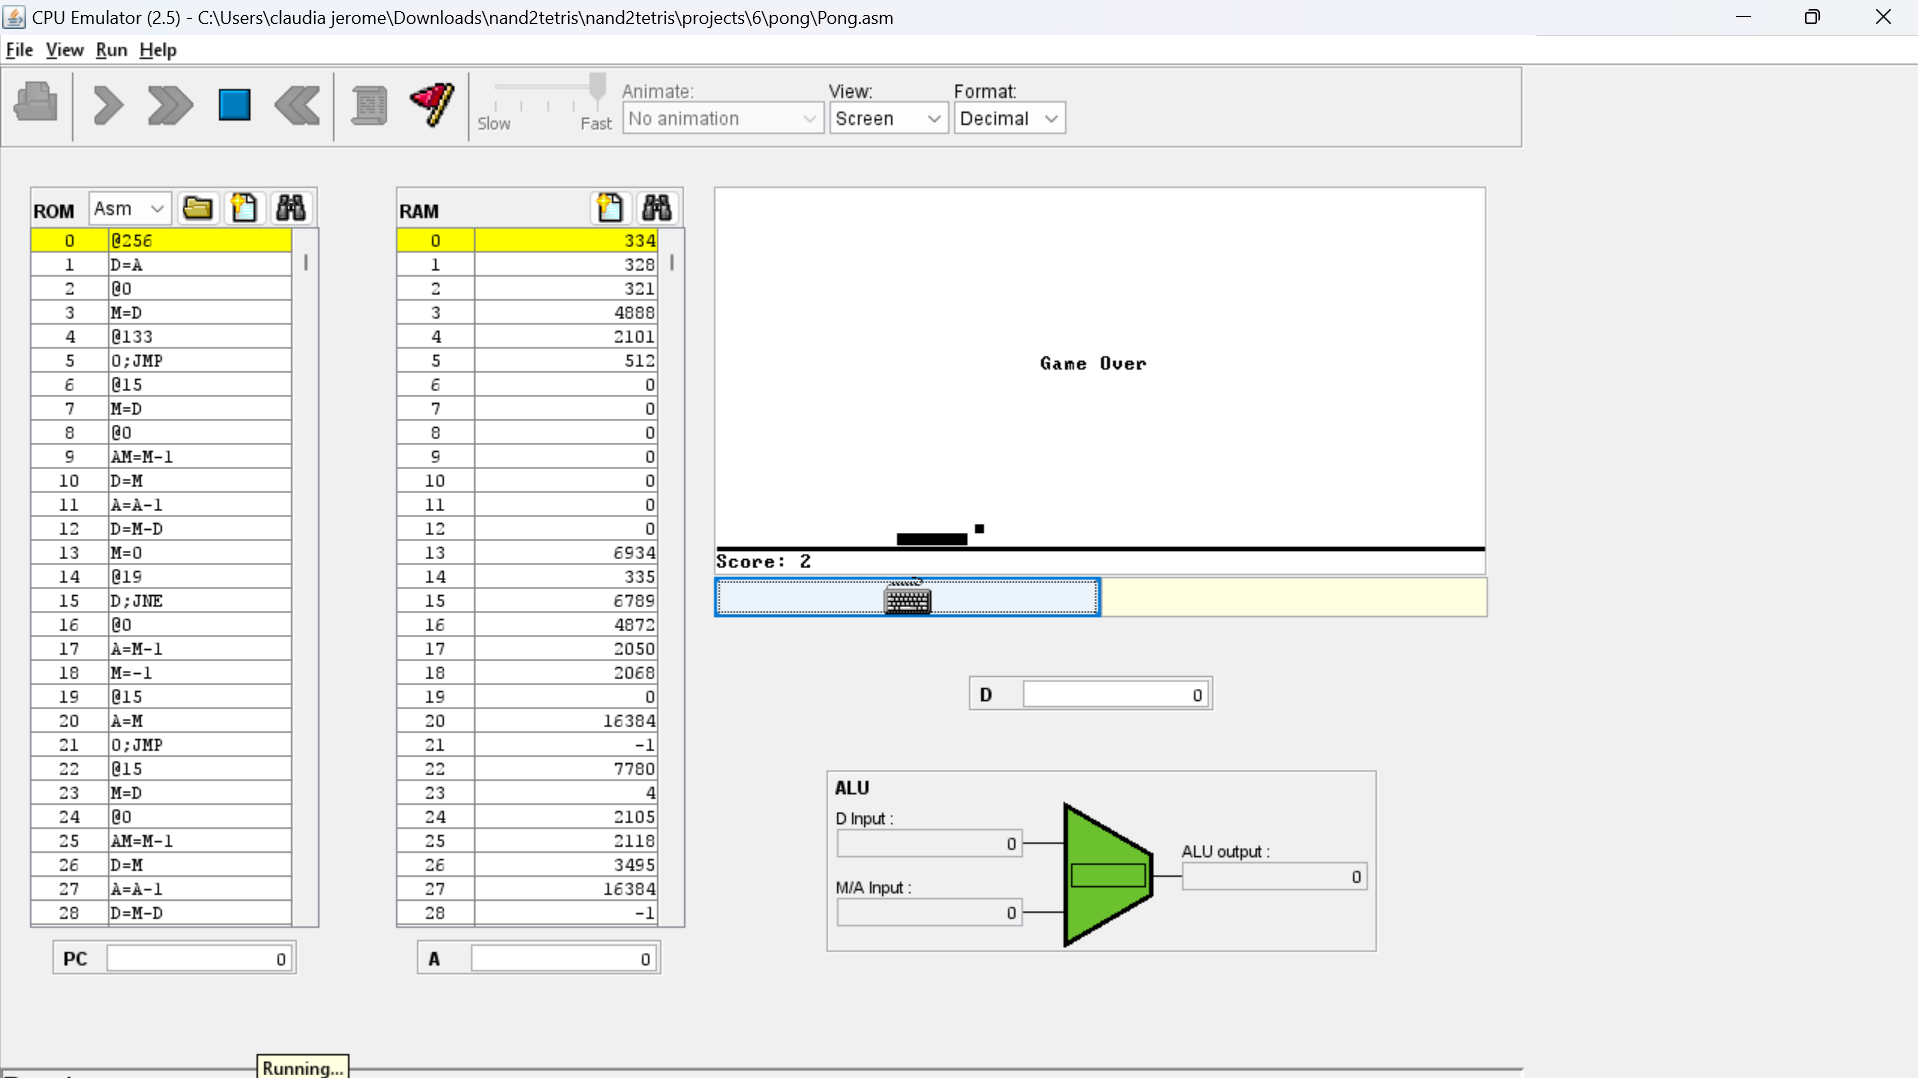 CPU Emulator (2.5) - C:\Users\claudia jerome\Downloads\nand2tetris\nand2tetris\projects\6\pong\Pong.asm
File View Run Help
Slow Fast
Animate:
No animation
View:
Screen
Format:
Decimal
ROM Asm
0 @256
1 D=A
2 @0
3 M=D
4 @133
5 0;JMP
6 @15
7 M=D
8 @0
9 AM=M-1
10 D=M
11 A=A-1
12 D=M-D
13 M=0
14 @19
15 D;JNE
16 @0
17 A=M-1
18 M=-1
19 @15
20 A=M
21 0;JMP
22 @15
23 M=D
24 @0
25 AM=M-1
26 D=M
27 A=A-1
28 D=M-D
PC 0
RAM
0 334
1 328
2 321
3 4888
4 2101
5 512
6 0
7 0
8 0
9 0
10 0
11 0
12 0
13 6934
14 335
15 6789
16 4872
17 2050
18 2068
19 0
20 16384
21 -1
22 7780
23 4
24 2105
25 2118
26 3495
27 16384
28 -1
A 0
Game Over
Score: 2
D 0
ALU
D Input :
0
M/A Input :
0
ALU output :
0
Running...